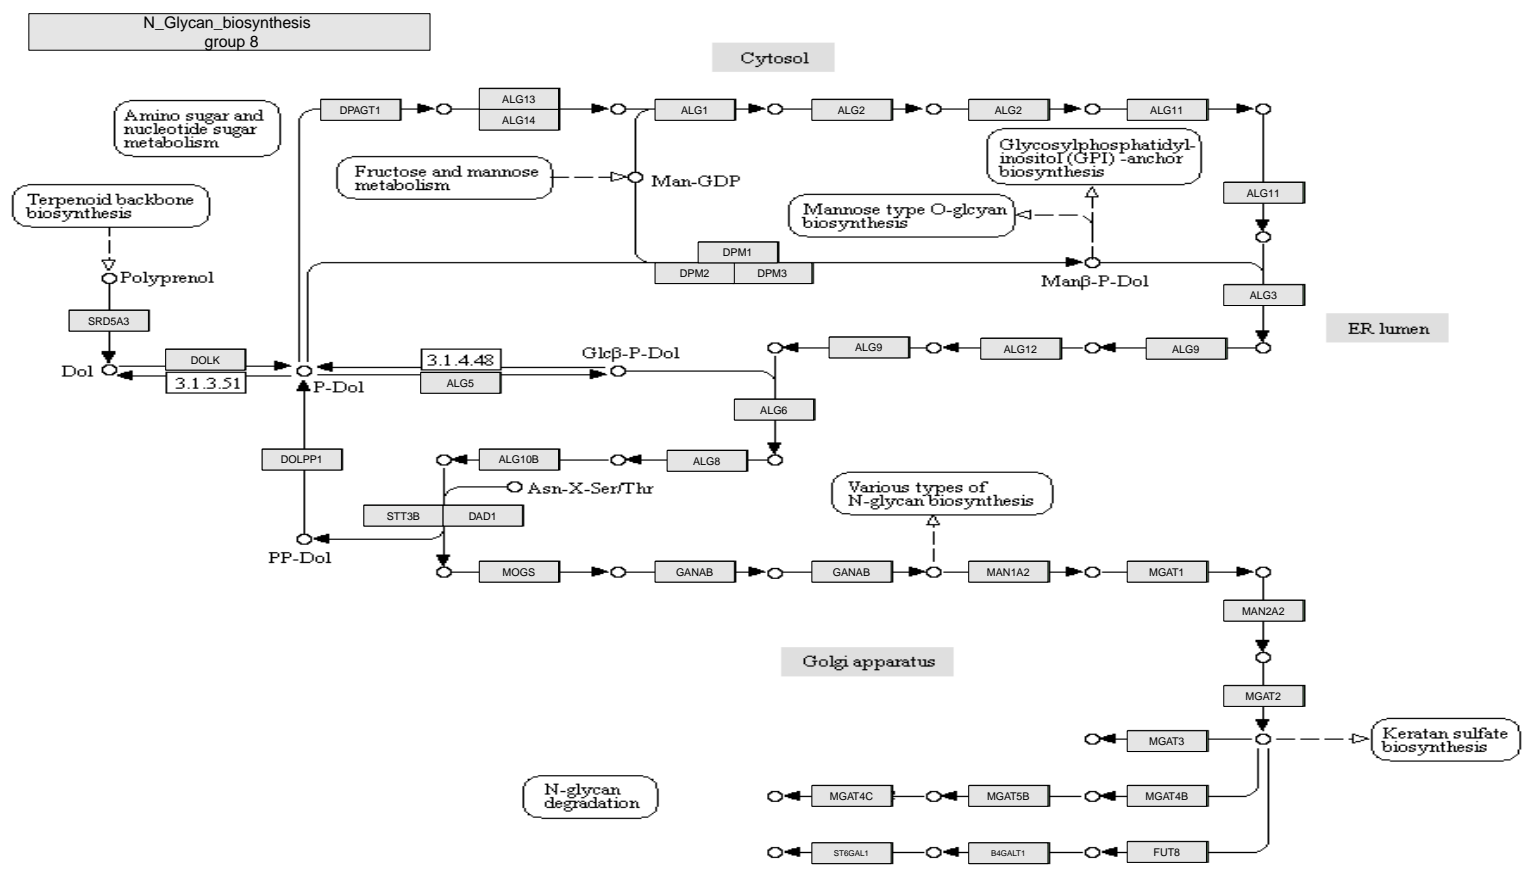 N_Glycan_biosynthesis
group 8
Cytosol
Amino sugar and
nucleotide sugar
metabolism
DPAGT1
ALG13
ALG14
ALG1
ALG2
ALG2
ALG11
Fructose and mannose
metabolism
Man-GDP
Glycosylphosphatidyl-
inositol (GPI) -anchor
biosynthesis
Terpenoid backbone
biosynthesis
Mannose type O-glcyan
biosynthesis
ALG11
DPM1
DPM2
DPM3
Polyprenol
Manβ-P-Dol
ALG3
SRD5A3
ER lumen
DOLK
3.1.4.48
Glcβ-P-Dol
ALG9
ALG12
ALG9
Dol
3.1.3.51
P-Dol
ALG5
ALG6
DOLPP1
ALG10B
ALG8
Asn-X-Ser/Thr
Various types of
N-glycan biosynthesis
STT3B
DAD1
PP-Dol
MOGS
GANAB
GANAB
MAN1A2
MGAT1
MAN2A2
Golgi apparatus
MGAT2
MGAT3
Keratan sulfate
biosynthesis
N-glycan
degradation
MGAT4C
MGAT5B
MGAT4B
ST6GAL1
B4GALT1
FUT8